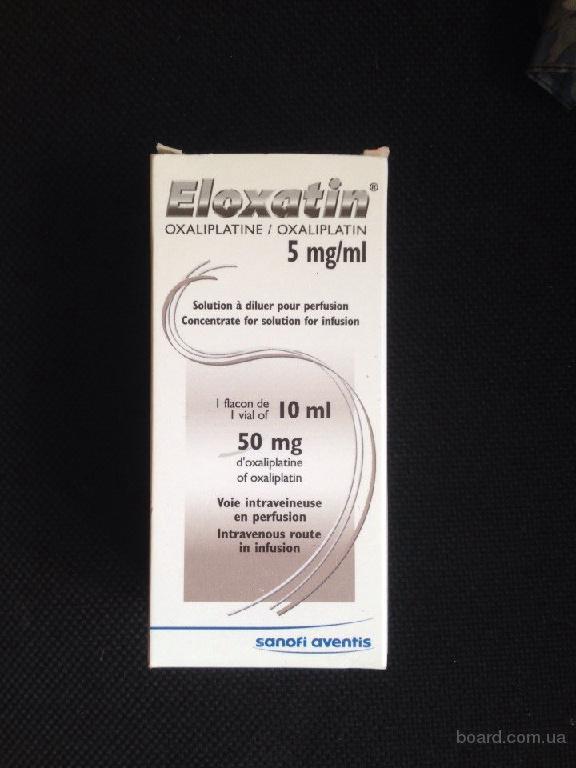 Eloxatin®
OXALIPLATINE / OXALIPLATIN
5 mg/ml
Solution à diluer pour perfusion
Concentrate for solution for infusion
1 flacon de
1 vial of 10 ml
50 mg
d'oxaliplatine
of oxaliplatin
Voie intraveineuse
en perfusion
Intravenous route
in infusion
sanofi aventis
board.com.ua